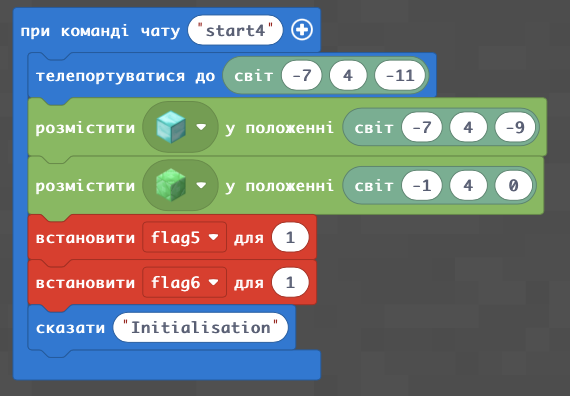 при команді чату "start4"
телепортуватися до світ -7 4 -11
розмістити у положенні світ -7 4 -9
розмістити у положенні світ -1 4 0
встановити flag5 для 1
встановити flag6 для 1
сказати "Initialisation"